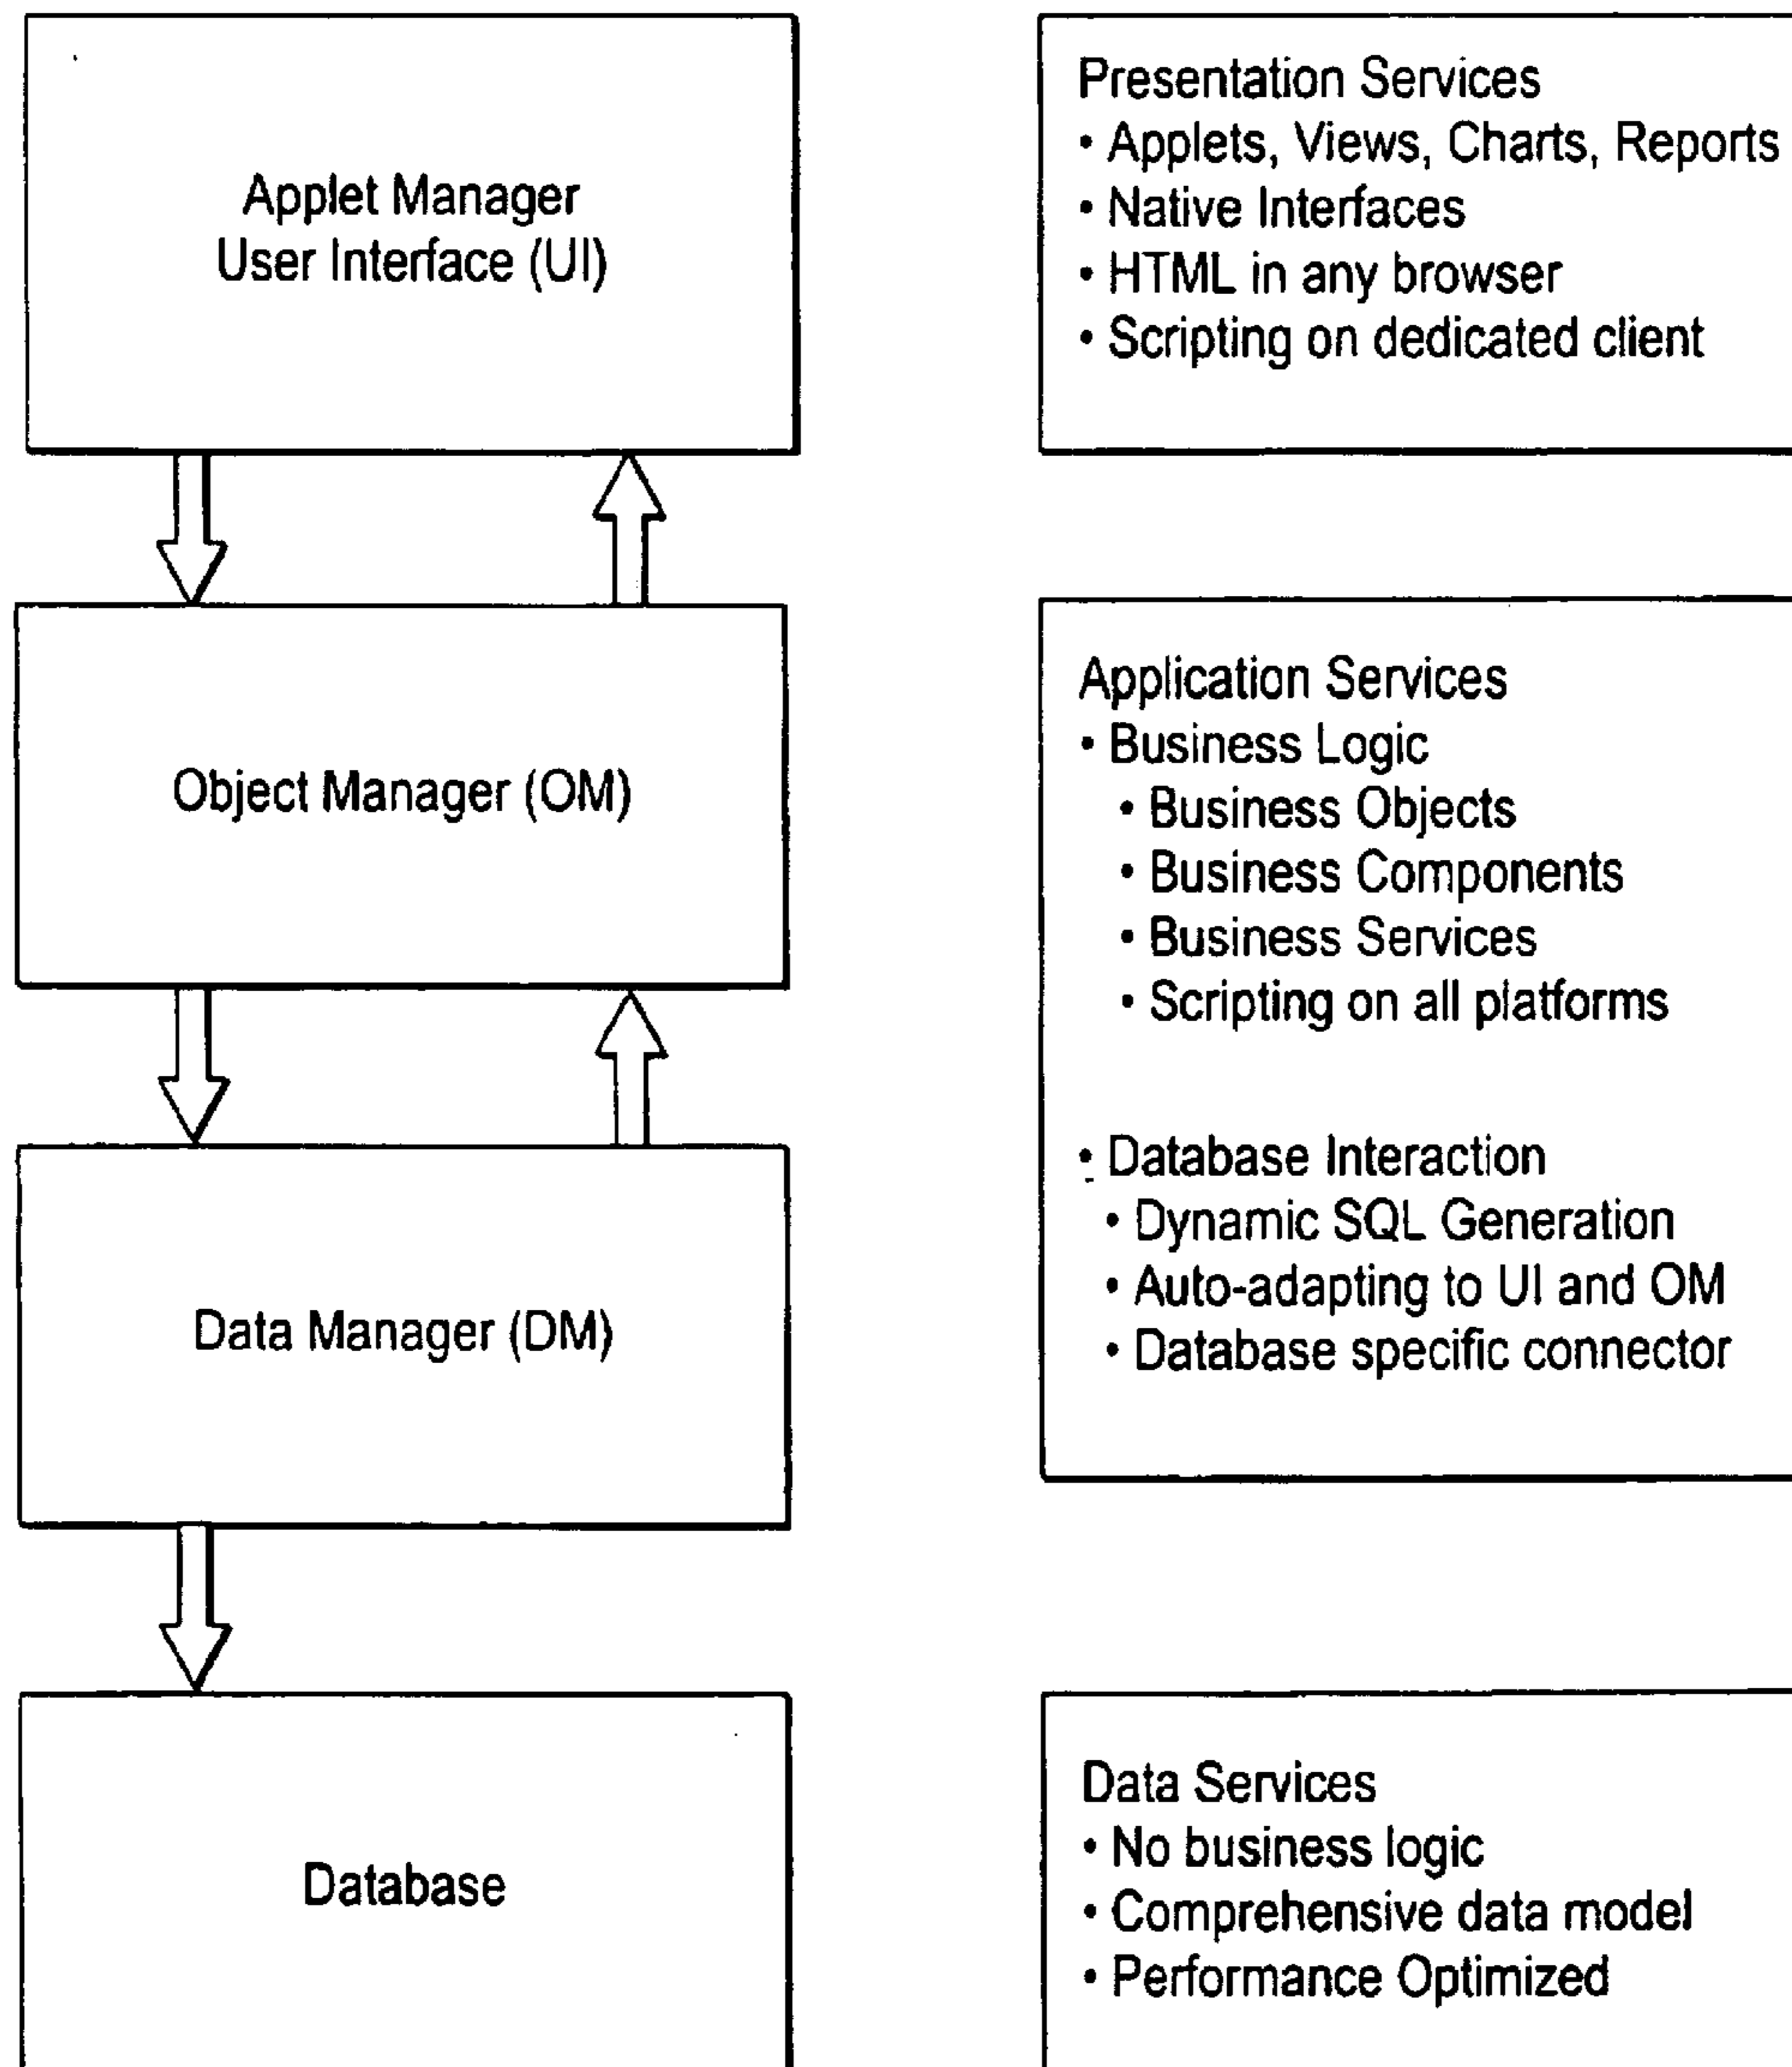 Applet Manager
User Interface (UI)
Presentation Services
• Applets, Views, Charts, Reports
• Native Interfaces
• HTML in any browser
• Scripting on dedicated client
Object Manager (OM)
Application Services
• Business Logic
• Business Objects
• Business Components
• Business Services
• Scripting on all platforms
Data Manager (DM)
• Database Interaction
• Dynamic SQL Generation
• Auto-adapting to UI and OM
• Database specific connector
Database
Data Services
• No business logic
• Comprehensive data model
• Performance Optimized